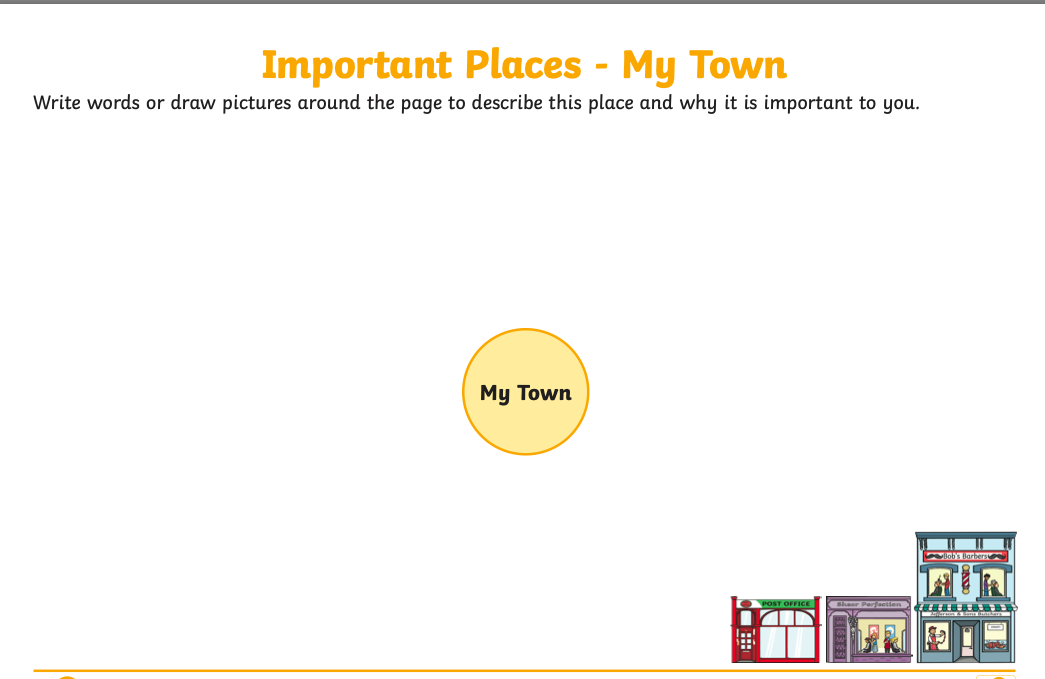 Important Places - My Town
Write words or draw pictures around the page to describe this place and why it is important to you.
My Town
Bob's Barbers
POST OFFICE
Shear Perfection
Jefferson & Sons Butchers